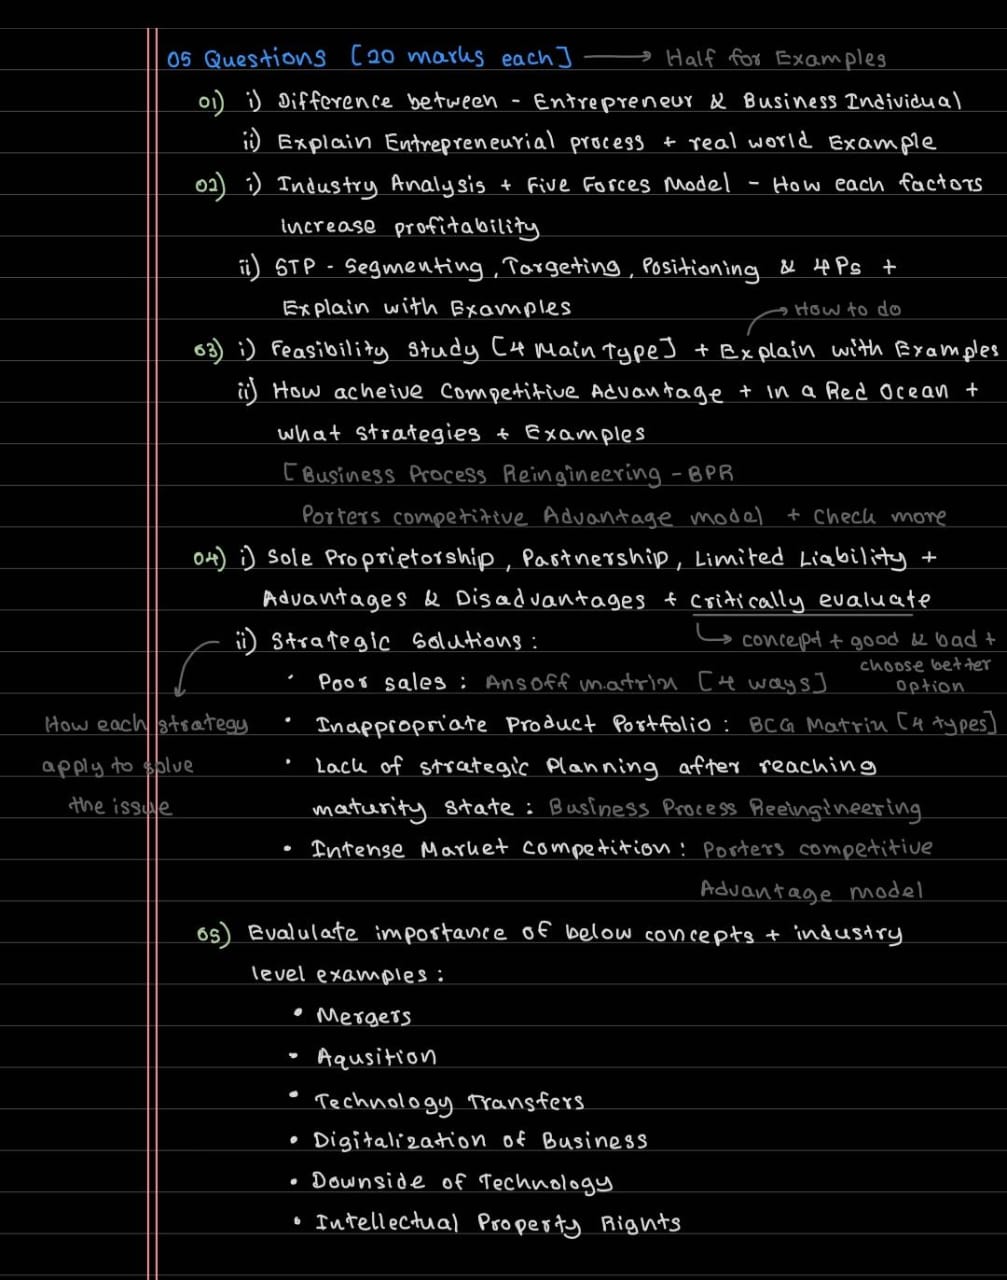 05 Questions [20 marks each] → Half for Examples
01) i) Difference between - Entrepreneur & Business Individual
ii) Explain Entrepreneurial process + real world Example
02) i) Industry Analysis + Five Forces Model - How each factors
Increase profitability
ii) STP - Segmenting, Targeting, Positioning & 4Ps +
Explain with Examples
→ How to do
03) i) Feasibility Study [4 Main Type] + Explain with Examples
ii) How acheive Competitive Advantage + In a Red Ocean +
what strategies + Examples
[Business Process Reingineering - BPR
Porters competitive Advantage model + Check more
04) i) Sole Proprietorship, Partnership, Limited Liability +
Advantages & Disadvantages + critically evaluate
→ concept + good & bad +
choose better
option
ii) Strategic Solutions:
How each strategy
apply to solve
the issue
· Poor sales: Ansoff matrix [4 ways]
• Inappropriate Product Portfolio: BCG Matrix [4 types]
· Lack of strategic Planning after reaching
maturity state: Business Process Reeingineering
• Intense Market Competition: Porters competitive
Advantage model
05) Evalulate importance of below concepts + industry
level examples:
• Mergers
• Aqusition
• Technology Transfers
• Digitalization of Business
• Downside of Technology
• Intellectual Property Rights